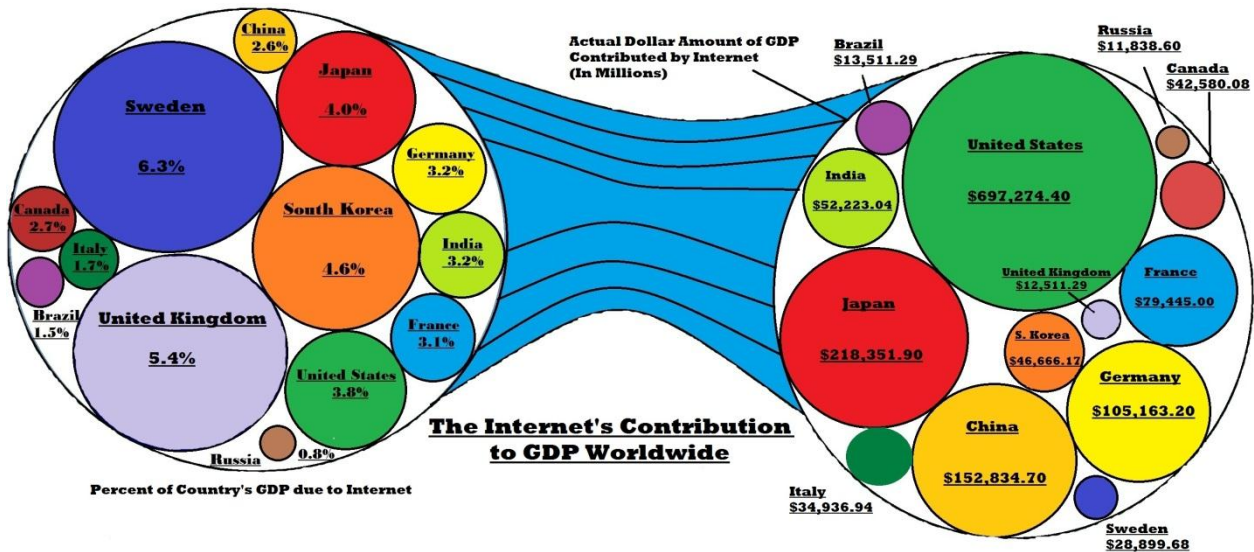 China
2.6%
Japan
4.0%
Sweden
6.3%
Germany
3.2%
South Korea
4.6%
Canada
2.7%
Italy
1.7%
India
3.2%
Brazil
1.5%
United Kingdom
5.4%
France
3.1%
United States
3.8%
Russia
0.8%
Percent of Country's GDP due to Internet
The Internet's Contribution
to GDP Worldwide
Actual Dollar Amount of GDP
Contributed by Internet
(In Millions)
Brazil
$13,511.29
Russia
$11,838.60
Canada
$42,580.08
United States
$697,274.40
India
$52,223.04
United Kingdom
$12,511.29
France
$79,445.00
Japan
$218,351.90
S. Korea
$46,666.17
Germany
$105,163.20
China
$152,834.70
Italy
$34,936.94
Sweden
$28,899.68